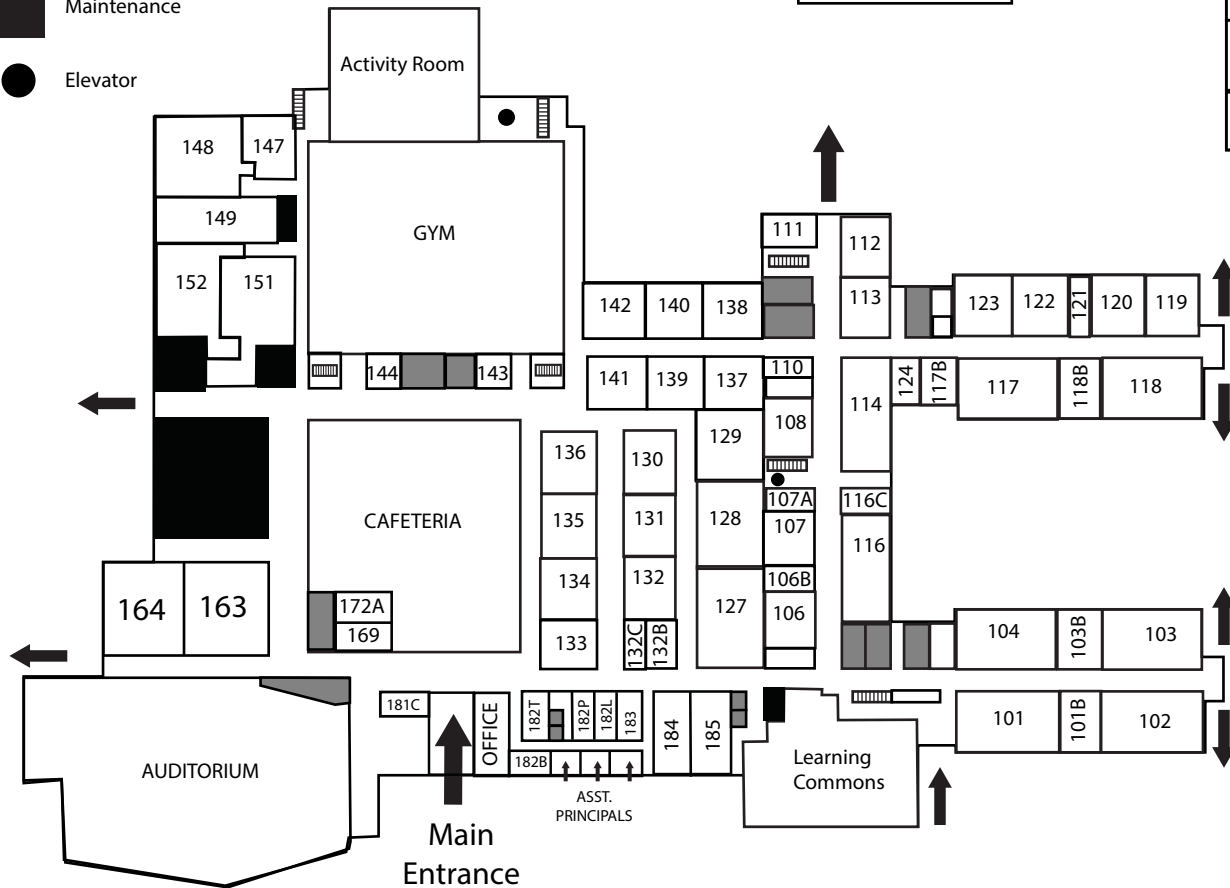 Maintenance
Elevator
Activity Room
148
147
149
GYM
152
151
111
112
113
142
140
138
123
122
121
120
119
144
143
141
139
137
110
124
117B
117
118B
118
114
108
129
136
130
107A
116C
CAFETERIA
135
131
128
107
116
134
132
106B
164
163
172A
169
127
106
133
132C
132B
104
103B
103
181C
OFFICE
182T
182P
182L
183
184
185
101
101B
102
182B
AUDITORIUM
Learning
Commons
ASST.
PRINCIPALS
Main
Entrance